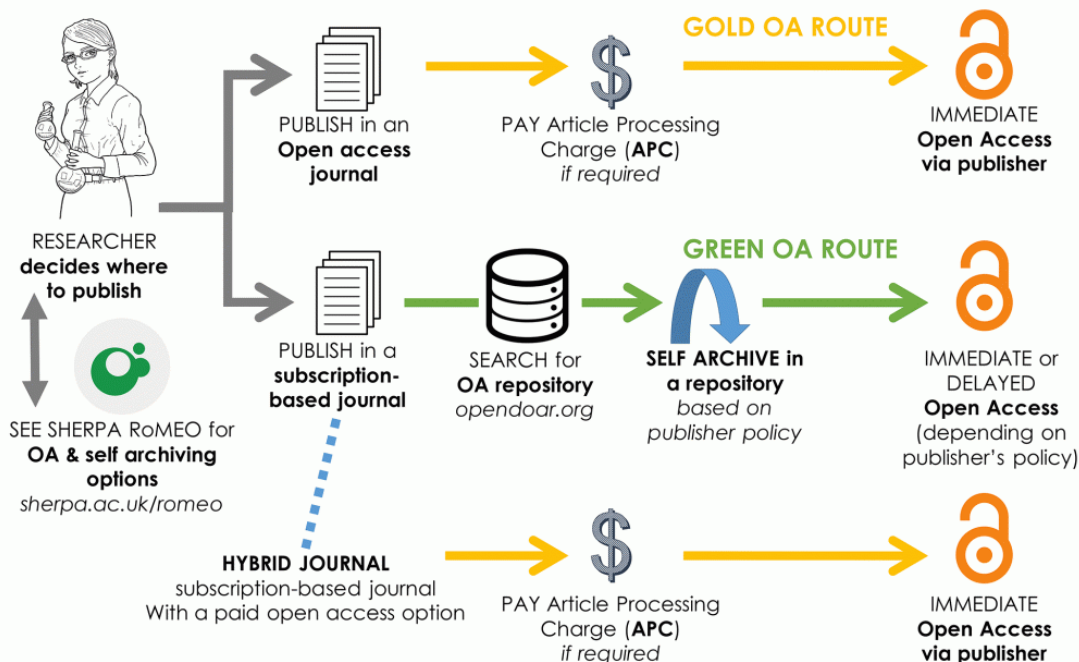 GOLD OA ROUTE
PUBLISH in an
Open access
journal
PAY Article Processing
Charge (APC)
if required
IMMEDIATE
Open Access
via publisher
RESEARCHER
decides where
to publish
GREEN OA ROUTE
PUBLISH in a
subscription-
based journal
SEARCH for
OA repository
opendoar.org
SELF ARCHIVE in
a repository
based on
publisher policy
IMMEDIATE or
DELAYED
Open Access
(depending on
publisher's policy)
SEE SHERPA RoMEO for
OA & self archiving
options
sherpa.ac.uk/romeo
HYBRID JOURNAL
subscription-based journal
With a paid open access option
PAY Article Processing
Charge (APC)
if required
IMMEDIATE
Open Access
via publisher